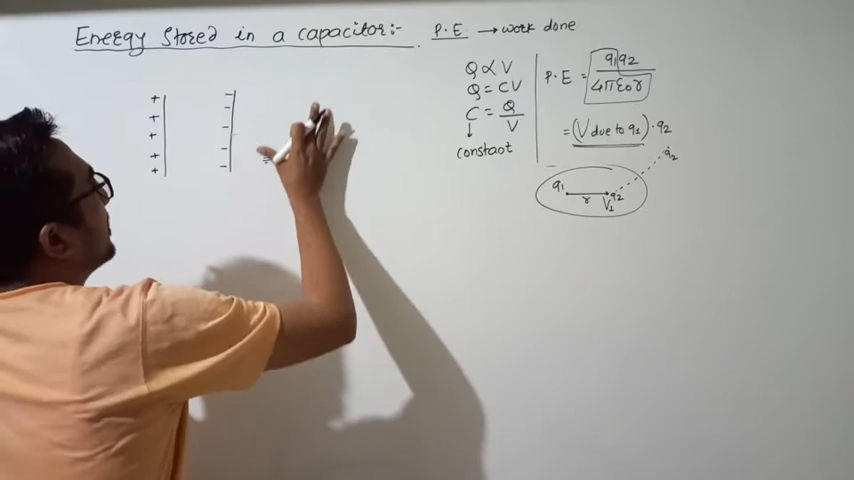 Energy Stored in a capacitor:-
P.E → work done
+ -
+ -
+ -
+ -
+ -
+ -
Q ∝ V
Q = CV
C = Q/V
↓
constant
P.E = q1q2/4πε0r
= (V due to q1) · q2
q1 r V1 q2
q2